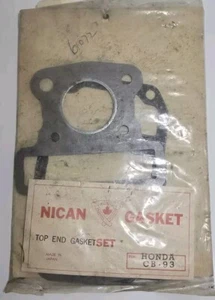 NICAN GASKET
TOP END GASKET SET
HONDA
CB-93